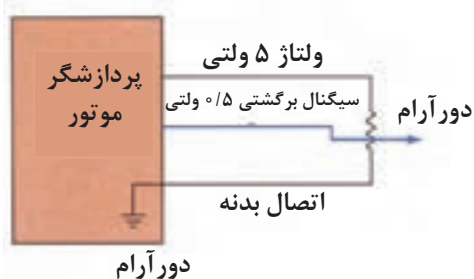 ولتاژ ۵ ولتی
پردازشگر
موتور
سیگنال برگشتی ۰/۵ ولتی
دورآرام
اتصال بدنه
دورآرام